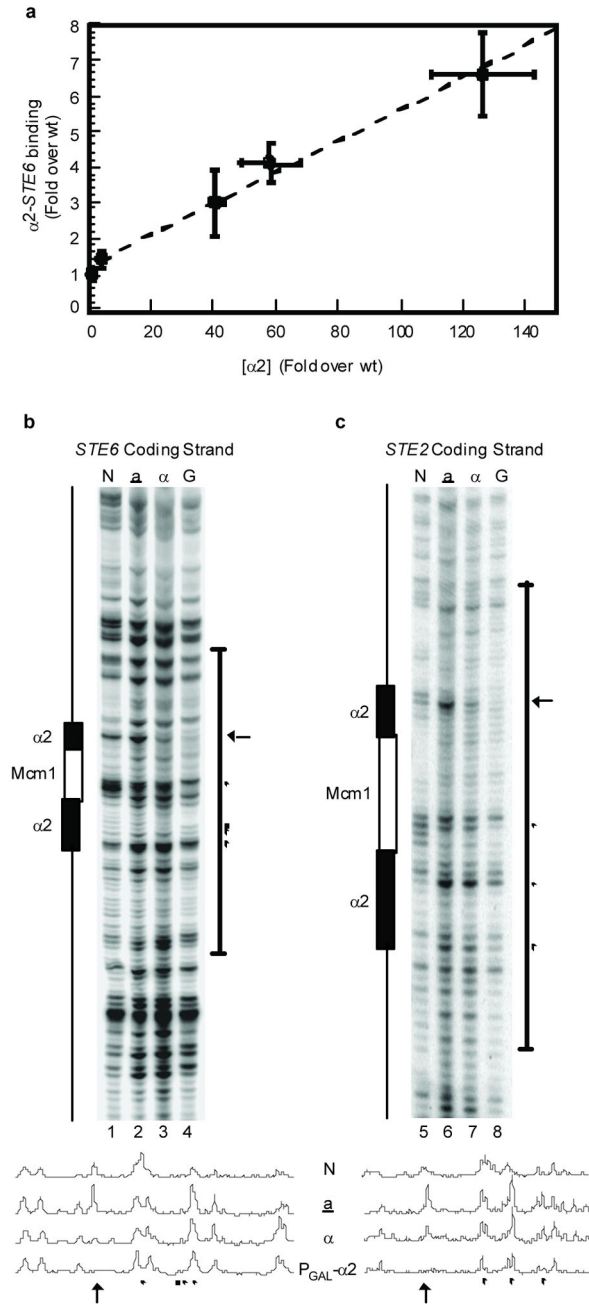 a
8
7
6
5
4
3
2
1
0
α2-STE6 binding
(Fold over wt)
0 20 40 60 80 100 120 140
[α2] (Fold over wt)
b
STE6 Coding Strand
N a α G
α2
Mcm1
α2
1 2 3 4
c
STE2 Coding Strand
N a α G
α2
Mcm1
α2
5 6 7 8
N
a
α
PGAL-α2